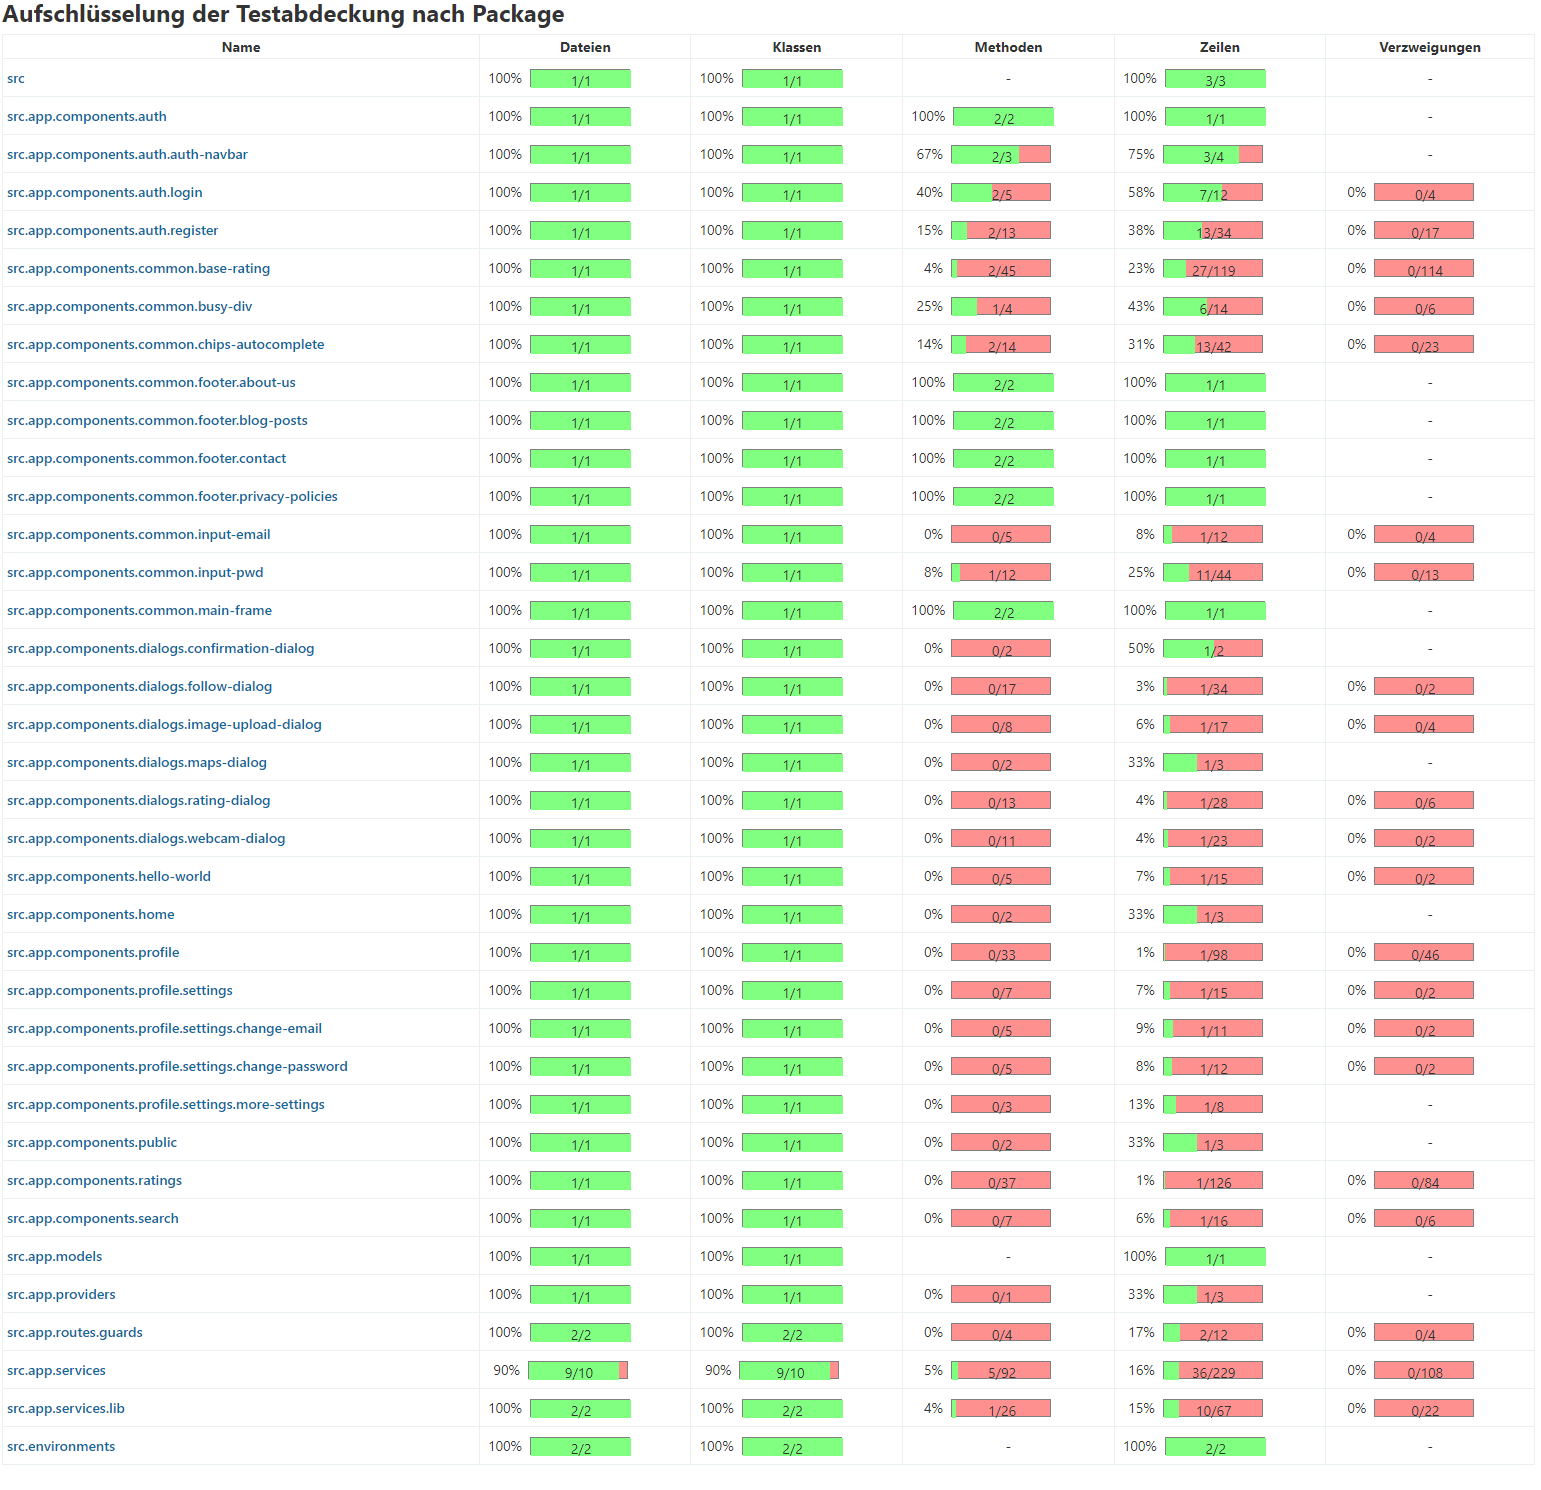 Aufschlüsselung der Testabdeckung nach Package
Name Dateien Klassen Methoden Zeilen Verzweigungen
src 100% 1/1 100% 1/1 - 100% 3/3 -
src.app.components.auth 100% 1/1 100% 1/1 100% 2/2 100% 1/1 -
src.app.components.auth.auth-navbar 100% 1/1 100% 1/1 67% 2/3 75% 3/4 -
src.app.components.auth.login 100% 1/1 100% 1/1 40% 2/5 58% 7/12 0% 0/4
src.app.components.auth.register 100% 1/1 100% 1/1 15% 2/13 38% 13/34 0% 0/17
src.app.components.common.base-rating 100% 1/1 100% 1/1 4% 2/45 23% 27/119 0% 0/114
src.app.components.common.busy-div 100% 1/1 100% 1/1 25% 1/4 43% 6/14 0% 0/6
src.app.components.common.chips-autocomplete 100% 1/1 100% 1/1 14% 2/14 31% 13/42 0% 0/23
src.app.components.common.footer.about-us 100% 1/1 100% 1/1 100% 2/2 100% 1/1 -
src.app.components.common.footer.blog-posts 100% 1/1 100% 1/1 100% 2/2 100% 1/1 -
src.app.components.common.footer.contact 100% 1/1 100% 1/1 100% 2/2 100% 1/1 -
src.app.components.common.footer.privacy-policies 100% 1/1 100% 1/1 100% 2/2 100% 1/1 -
src.app.components.common.input-email 100% 1/1 100% 1/1 0% 0/5 8% 1/12 0% 0/4
src.app.components.common.input-pwd 100% 1/1 100% 1/1 8% 1/12 25% 11/44 0% 0/13
src.app.components.common.main-frame 100% 1/1 100% 1/1 100% 2/2 100% 1/1 -
src.app.components.dialogs.confirmation-dialog 100% 1/1 100% 1/1 0% 0/2 50% 1/2 -
src.app.components.dialogs.follow-dialog 100% 1/1 100% 1/1 0% 0/17 3% 1/34 0% 0/2
src.app.components.dialogs.image-upload-dialog 100% 1/1 100% 1/1 0% 0/8 6% 1/17 0% 0/4
src.app.components.dialogs.maps-dialog 100% 1/1 100% 1/1 0% 0/2 33% 1/3 -
src.app.components.dialogs.rating-dialog 100% 1/1 100% 1/1 0% 0/13 4% 1/28 0% 0/6
src.app.components.dialogs.webcam-dialog 100% 1/1 100% 1/1 0% 0/11 4% 1/23 0% 0/2
src.app.components.hello-world 100% 1/1 100% 1/1 0% 0/5 7% 1/15 0% 0/2
src.app.components.home 100% 1/1 100% 1/1 0% 0/2 33% 1/3 -
src.app.components.profile 100% 1/1 100% 1/1 0% 0/33 1% 1/98 0% 0/46
src.app.components.profile.settings 100% 1/1 100% 1/1 0% 0/7 7% 1/15 0% 0/2
src.app.components.profile.settings.change-email 100% 1/1 100% 1/1 0% 0/5 9% 1/11 0% 0/2
src.app.components.profile.settings.change-password 100% 1/1 100% 1/1 0% 0/5 8% 1/12 0% 0/2
src.app.components.profile.settings.more-settings 100% 1/1 100% 1/1 0% 0/3 13% 1/8 -
src.app.components.public 100% 1/1 100% 1/1 0% 0/2 33% 1/3 -
src.app.components.ratings 100% 1/1 100% 1/1 0% 0/37 1% 1/126 0% 0/84
src.app.components.search 100% 1/1 100% 1/1 0% 0/7 6% 1/16 0% 0/6
src.app.models 100% 1/1 100% 1/1 - 100% 1/1 -
src.app.providers 100% 1/1 100% 1/1 0% 0/1 33% 1/3 -
src.app.routes.guards 100% 2/2 100% 2/2 0% 0/4 17% 2/12 0% 0/4
src.app.services 90% 9/10 90% 9/10 5% 5/92 16% 36/229 0% 0/108
src.app.services.lib 100% 2/2 100% 2/2 4% 1/26 15% 10/67 0% 0/22
src.environments 100% 2/2 100% 2/2 - 100% 2/2 -